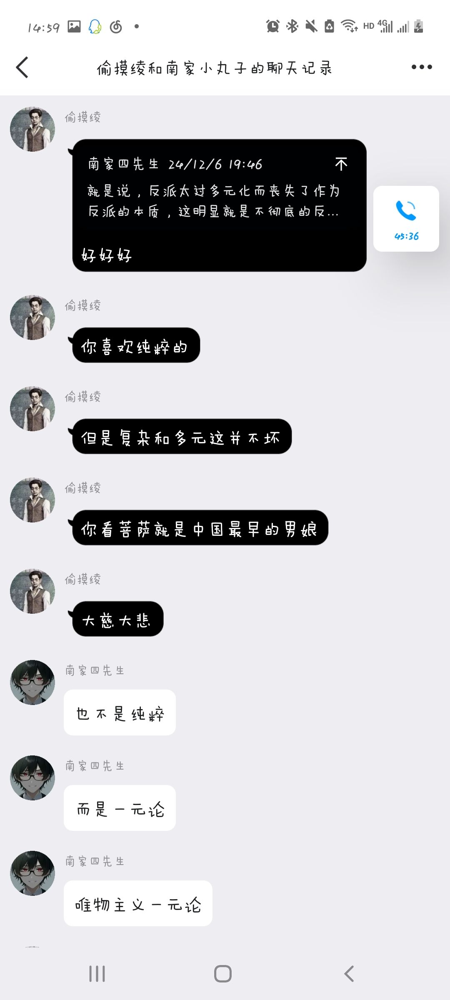 14:59
HD 4G
偷摸绫和南家小丸子的聊天记录
偷摸绫
南家四先生 24/12/6 19:46
就是说，反派太过多元化而丧失了作为
反派的本质，这明显就是不彻底的反...
45:36
好好好
偷摸绫
你喜欢纯粹的
偷摸绫
但是复杂和多元这并不坏
偷摸绫
你看菩萨就是中国最早的男娘
偷摸绫
大慈大悲
南家四先生
也不是纯粹
南家四先生
而是一元论
南家四先生
唯物主义一元论